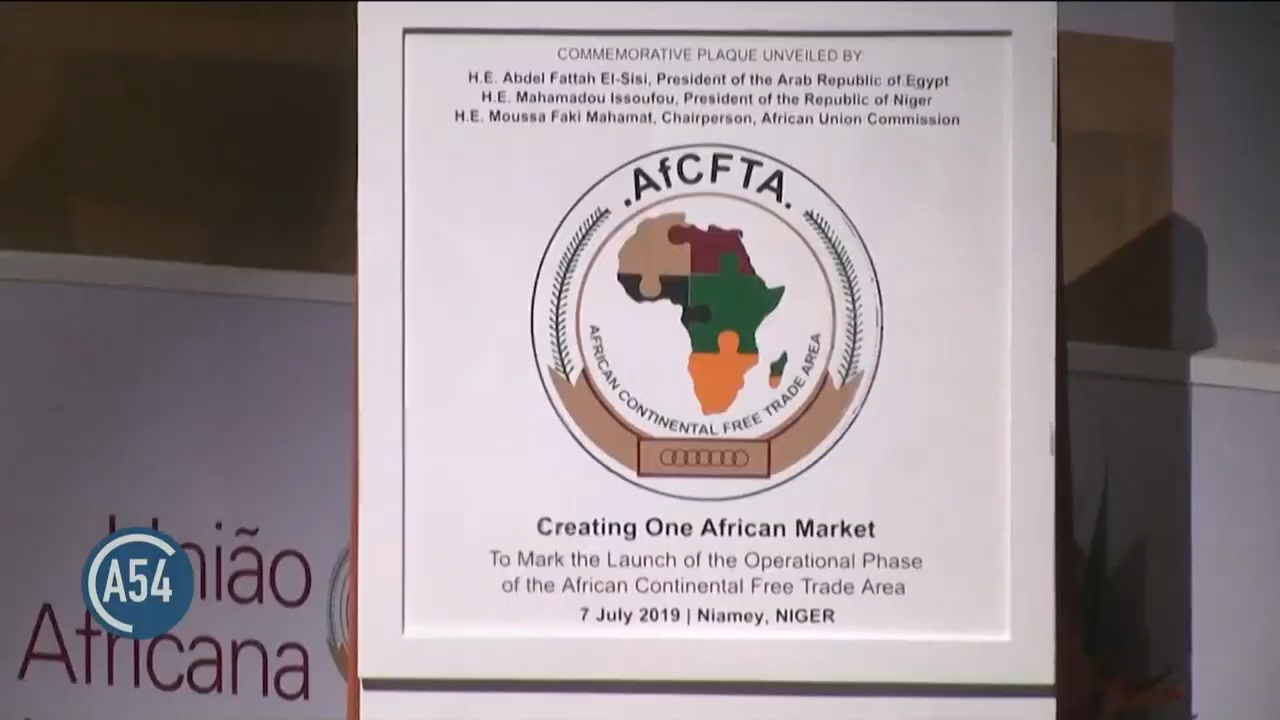 COMMEMORATIVE PLAQUE UNVEILED BY
H.E. Abdel Fattah El-Sisi, President of the Arab Republic of Egypt
H.E. Mahamadou Issoufou, President of the Republic of Niger
H.E. Moussa Faki Mahamat, Chairperson, African Union Commission
.AfCFTA.
AFRICAN CONTINENTAL FREE TRADE AREA
Creating One African Market
To Mark the Launch of the Operational Phase
of the African Continental Free Trade Area
7 July 2019 | Niamey, NIGER
União
Africana
A54